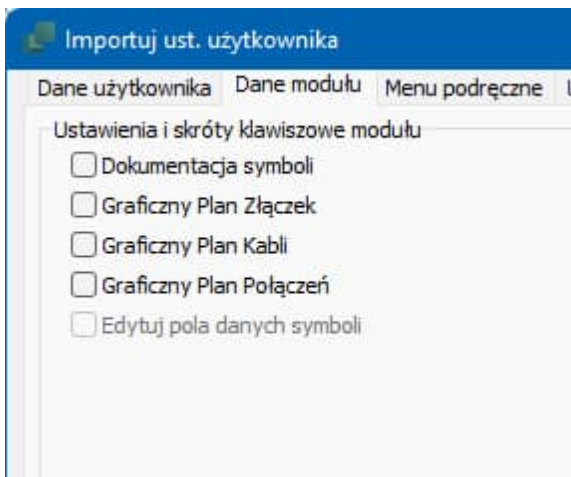 Importuj ust. użytkownika
Dane użytkownika Dane modułu Menu podręczne
Ustawienia i skróty klawiszowe modułu
Dokumentacja symboli
Graficzny Plan Złączek
Graficzny Plan Kabli
Graficzny Plan Połączeń
Edytuj pola danych symboli